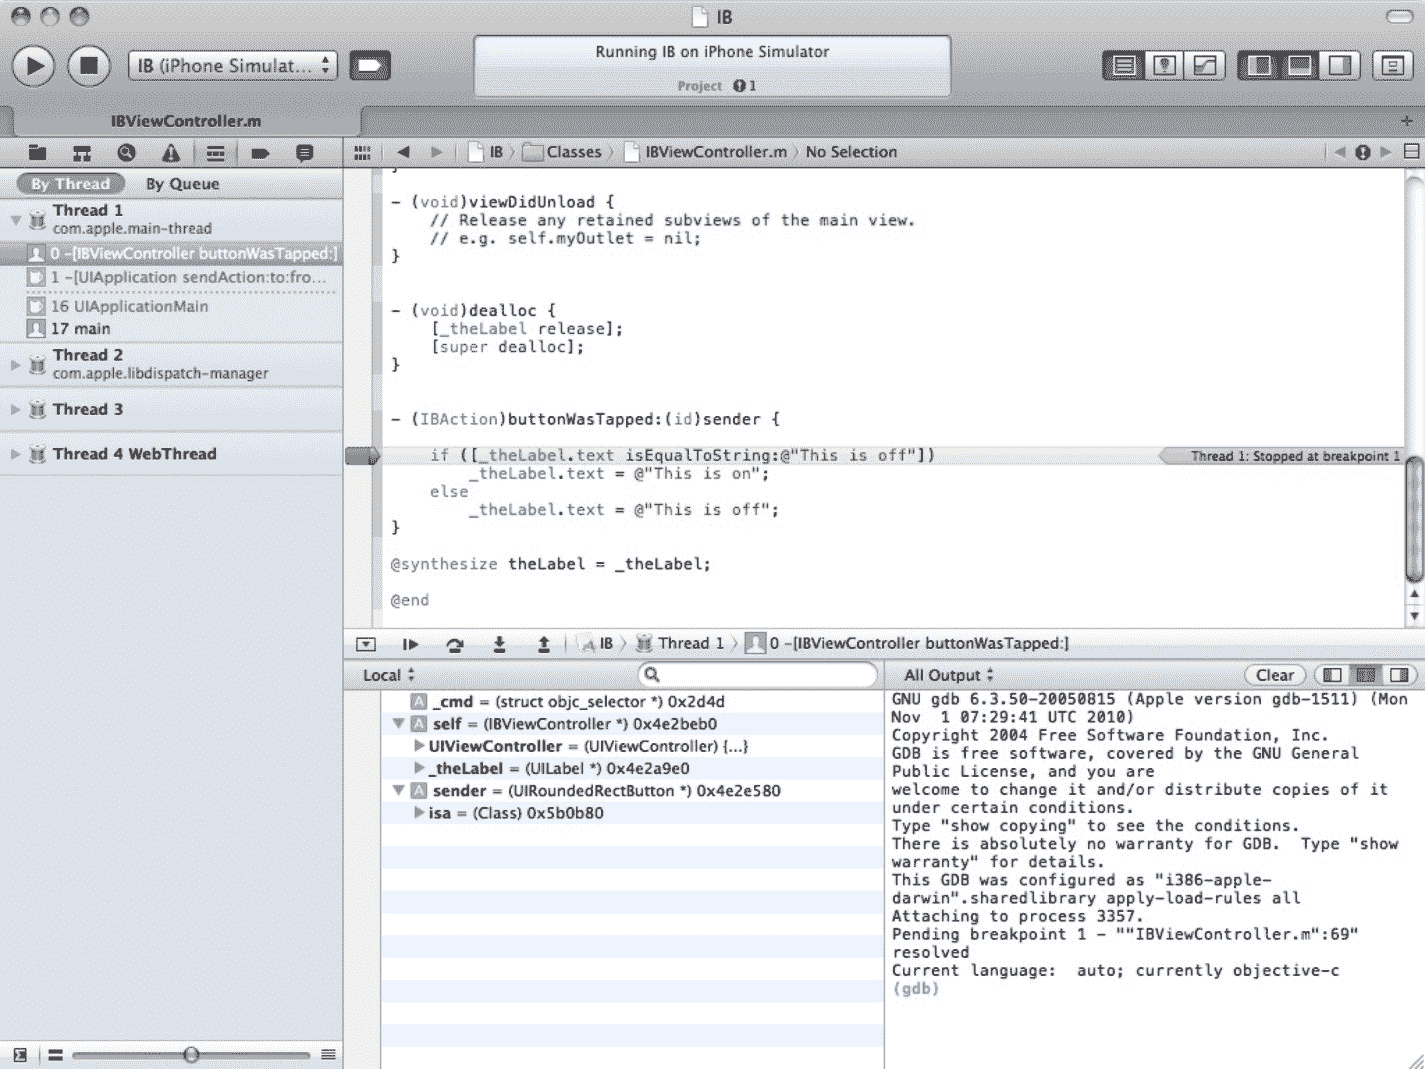 IB
IB (iPhone Simulat...
Running IB on iPhone Simulator
Project 1
IBViewController.m
IB Classes IBViewController.m No Selection
By Thread By Queue
Thread 1
com.apple.main-thread
0 -[IBViewController buttonWasTapped:]
1 -[UIApplication sendAction:to:fro...
16 UIApplicationMain
17 main
Thread 2
com.apple.libdispatch-manager
Thread 3
Thread 4 WebThread
}
- (void)viewDidUnload {
// Release any retained subviews of the main view.
// e.g. self.myOutlet = nil;
}
- (void)dealloc {
[_theLabel release];
[super dealloc];
}
- (IBAction)buttonWasTapped:(id)sender {
if ([_theLabel.text isEqualToString:@"This is off"])
Thread 1: Stopped at breakpoint 1
_theLabel.text = @"This is on";
else
_theLabel.text = @"This is off";
}
@synthesize theLabel = _theLabel;
@end
IB Thread 1 0 -[IBViewController buttonWasTapped:]
Local
A _cmd = (struct objc_selector *) 0x2d4d
A self = (IBViewController *) 0x4e2beb0
UIViewController = (UIViewController) {...}
_theLabel = (UILabel *) 0x4e2a9e0
A sender = (UIRoundedRectButton *) 0x4e2e580
isa = (Class) 0x5b0b80
All Output Clear
GNU gdb 6.3.50-20050815 (Apple version gdb-1511) (Mon
Nov  1 07:29:41 UTC 2010)
Copyright 2004 Free Software Foundation, Inc.
GDB is free software, covered by the GNU General
Public License, and you are
welcome to change it and/or distribute copies of it
under certain conditions.
Type "show copying" to see the conditions.
There is absolutely no warranty for GDB.  Type "show
warranty" for details.
This GDB was configured as "i386-apple-
darwin".sharedlibrary apply-load-rules all
Attaching to process 3357.
Pending breakpoint 1 - ""IBViewController.m":69"
resolved
Current language:  auto; currently objective-c
(gdb)